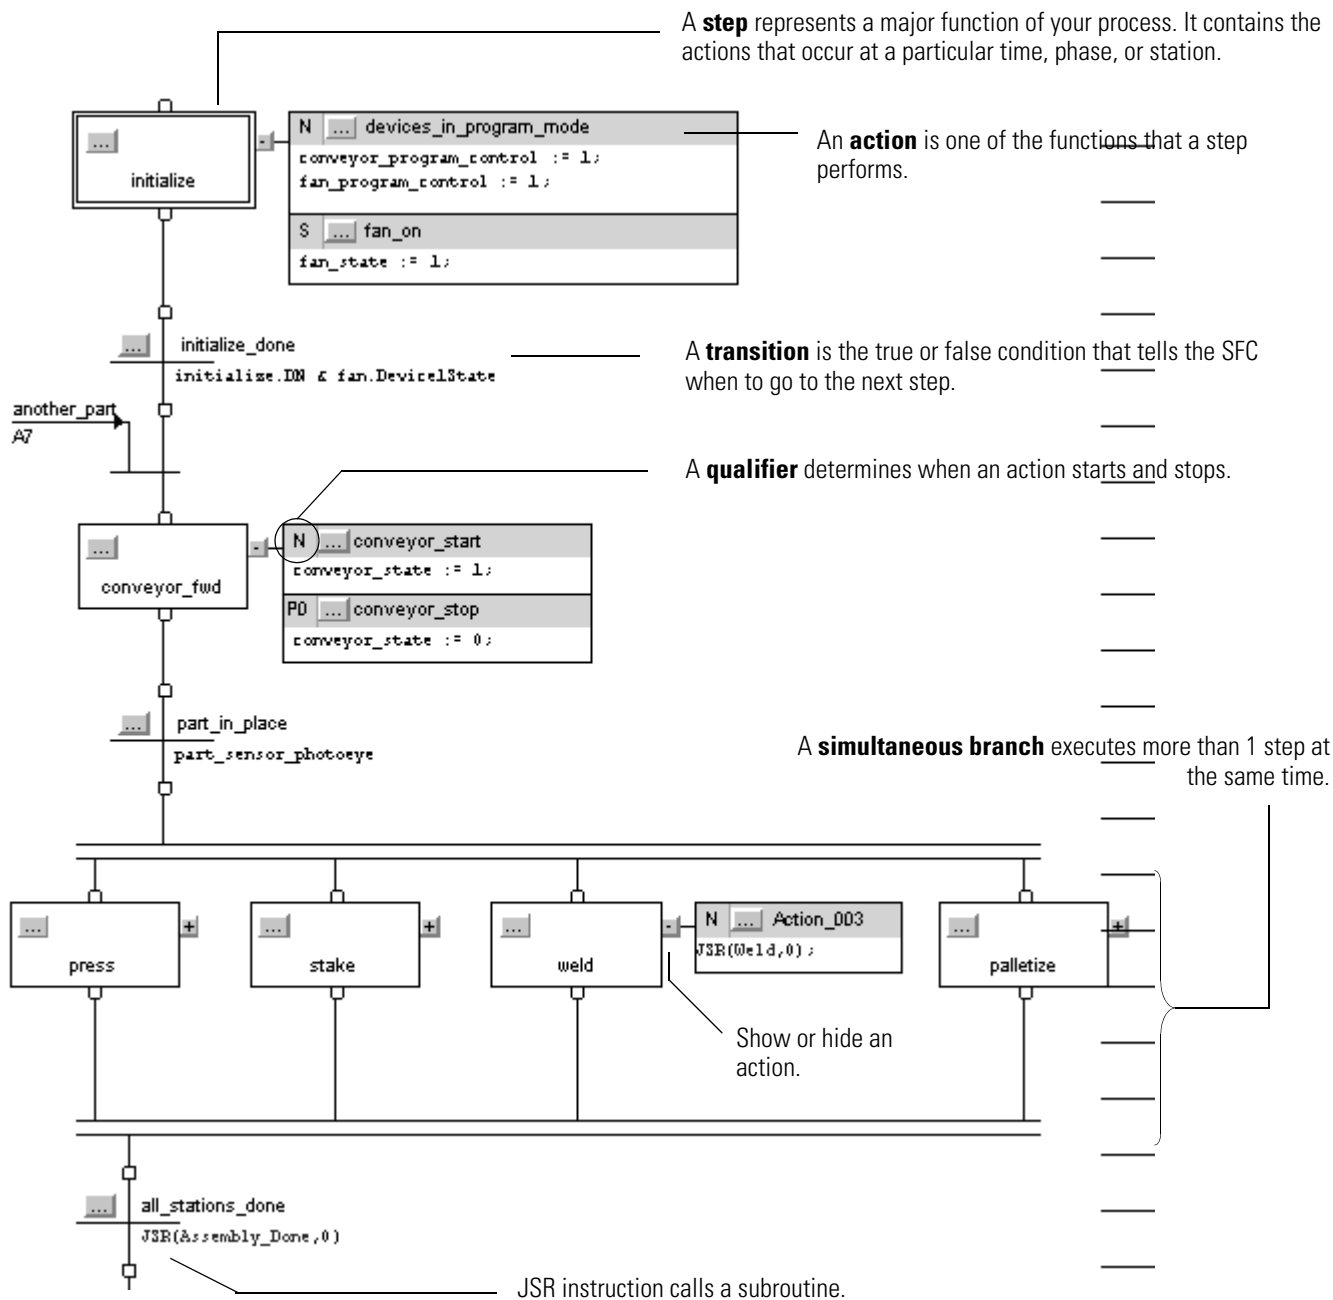 A step represents a major function of your process. It contains the
actions that occur at a particular time, phase, or station.
...
initialize
-
N ... devices_in_program_mode
conveyor_program_control := 1;
fan_program_control := 1;
S ... fan_on
fan_state := 1;
An action is one of the functions that a step
performs.
... initialize_done
initialize.DN & fan.Device1State
A transition is the true or false condition that tells the SFC
when to go to the next step.
another_part
A7
A qualifier determines when an action starts and stops.
...
conveyor_fwd
-
N ... conveyor_start
conveyor_state := 1;
P0 ... conveyor_stop
conveyor_state := 0;
... part_in_place
part_sensor_photoeye
A simultaneous branch executes more than 1 step at
the same time.
... +
press
... +
stake
... -
weld
N ... Action_003
JSR(Weld,0);
... +
palletize
Show or hide an
action.
... all_stations_done
JSR(Assembly_Done,0)
JSR instruction calls a subroutine.